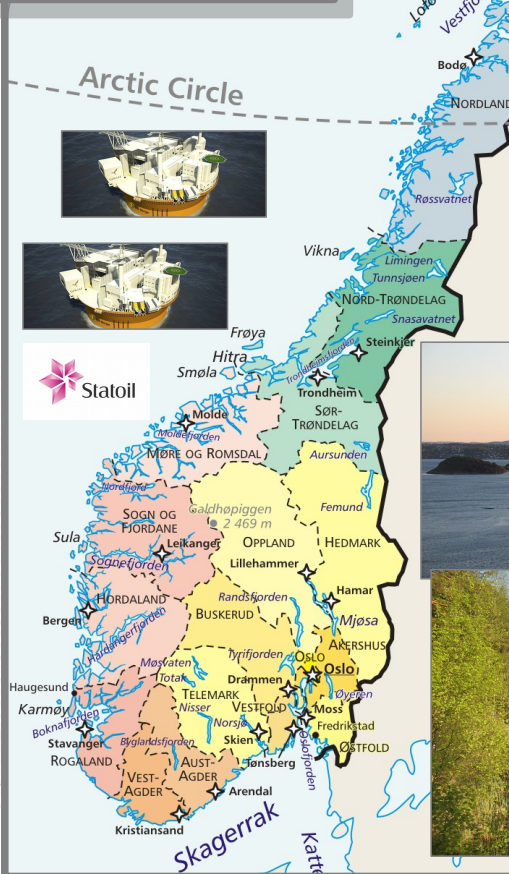 Vestfjo
Bodø
Arctic Circle
NORDLAND
Røssvatnet
Vikna
Limingen
Tunnsjøen
NORD-TRØNDELAG
Snasavatnet
Frøya
Steinkjer
Hitra
Trondheimsfjorden
Smøla
Trondheim
Statoil
Molde
SØR-
TRØNDELAG
Moldefjorden
MØRE OG ROMSDAL
Aursunden
Nordfjord
Femund
Galdhøpiggen
2 469 m
SOGN OG
FJORDANE
Sula
Leikanger
OPPLAND
HEDMARK
Sognefjorden
Lillehammer
HORDALAND
Randsfjorden
Hamar
Bergen
BUSKERUD
Mjøsa
Hardangerfjorden
AKERSHUS
Tyrifjorden
OSLO
Møsvaten
Oslo
Totak
Drammen
Haugesund
TELEMARK
Øyeren
Karmøy
Nisser
VESTFOLD
Moss
Boknafjorden
Norsjø
Fredrikstad
Stavanger
Byglandsfjorden
Skien
Oslofjorden
ØSTFOLD
ROGALAND
AUST-
AGDER
Tønsberg
VEST-
AGDER
Arendal
Kristiansand
Skagerrak
Katte